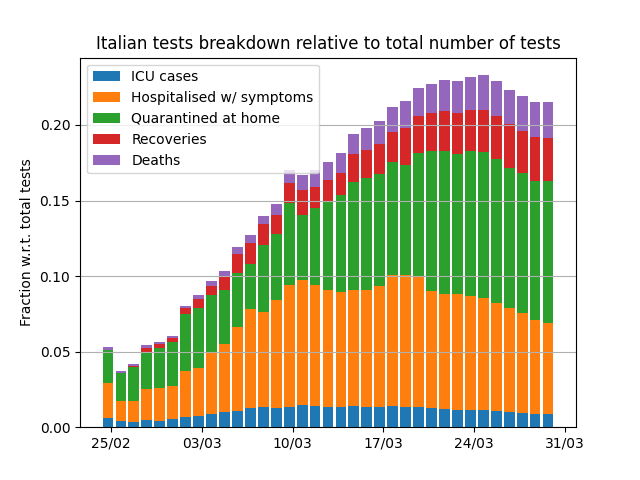 Italian tests breakdown relative to total number of tests
ICU cases
Hospitalised w/ symptoms
Quarantined at home
Recoveries
Deaths
Fraction w.r.t. total tests
0.20
0.15
0.10
0.05
0.00
25/02 03/03 10/03 17/03 24/03 31/03